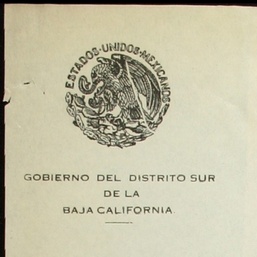 ESTADOS·UNIDOS·MEXICANOS
GOBIERNO DEL DISTRITO SUR
DE LA
BAJA CALIFORNIA.